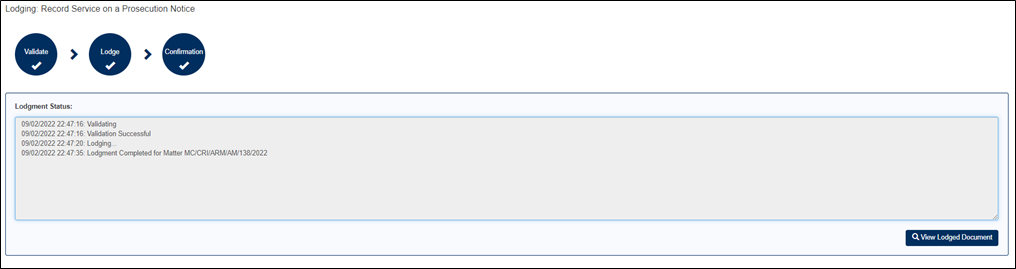 Lodging: Record Service on a Prosecution Notice
Validate
Lodge
Confirmation
Lodgment Status:
09/02/2022 22:47:16: Validating
09/02/2022 22:47:16: Validation Successful
09/02/2022 22:47:20: Lodging...
09/02/2022 22:47:35: Lodgment Completed for Matter MC/CRI/ARM/AM/138/2022
View Lodged Document